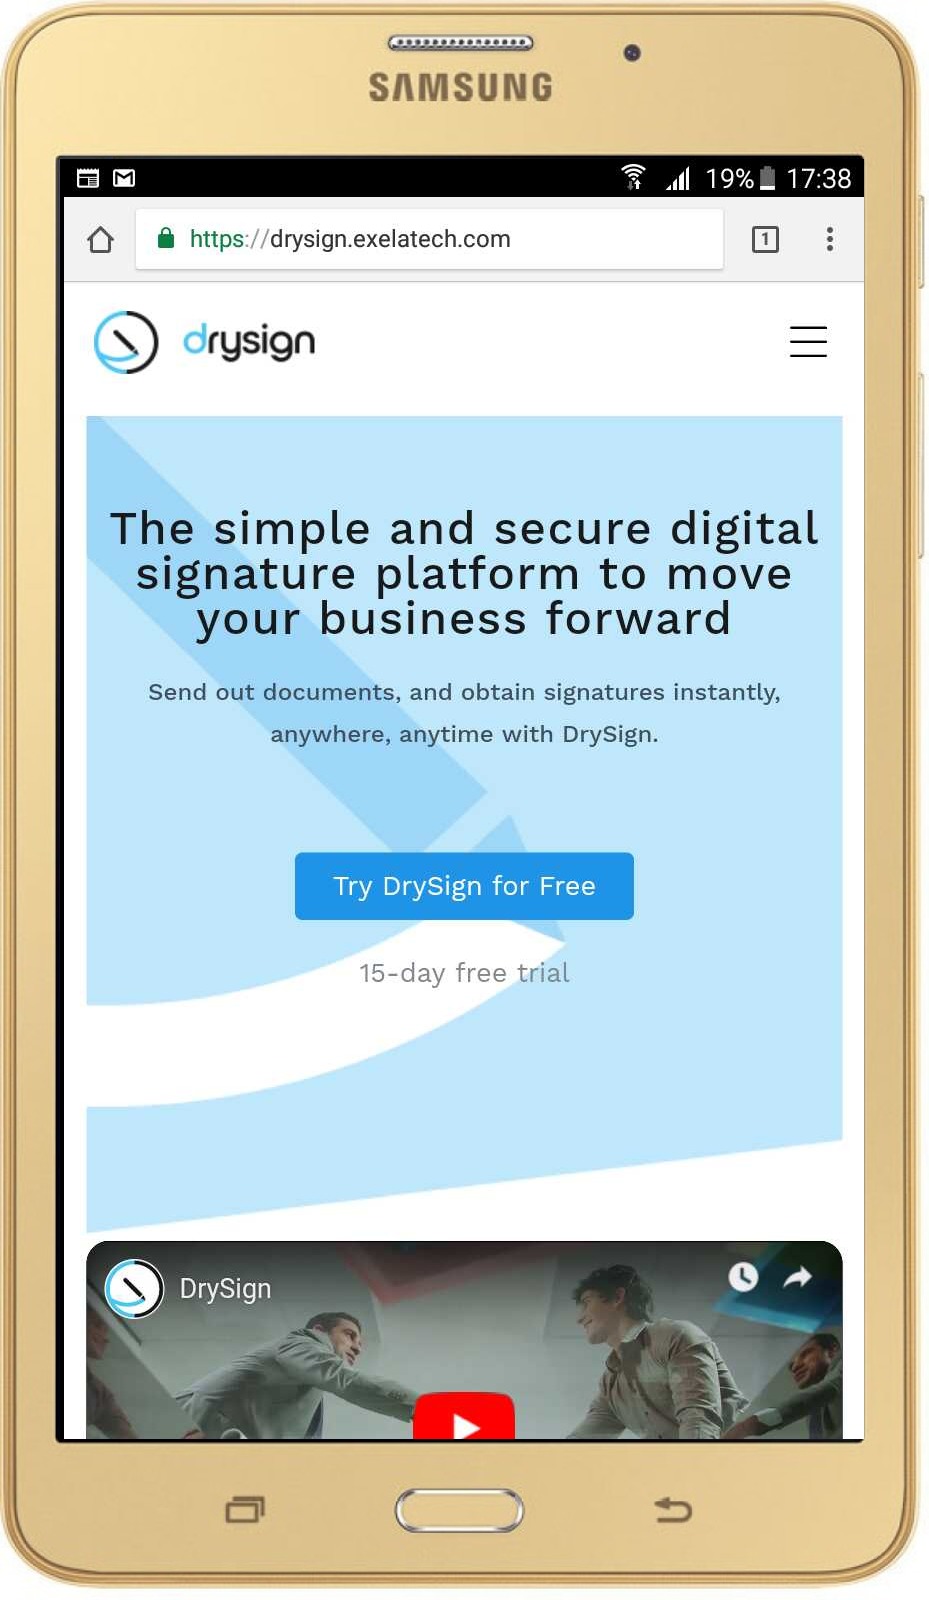 SAMSUNG
19% 17:38
https://drysign.exelatech.com
1
drysign
The simple and secure digital
signature platform to move
your business forward
Send out documents, and obtain signatures instantly,
anywhere, anytime with DrySign.
Try DrySign for Free
15-day free trial
DrySign